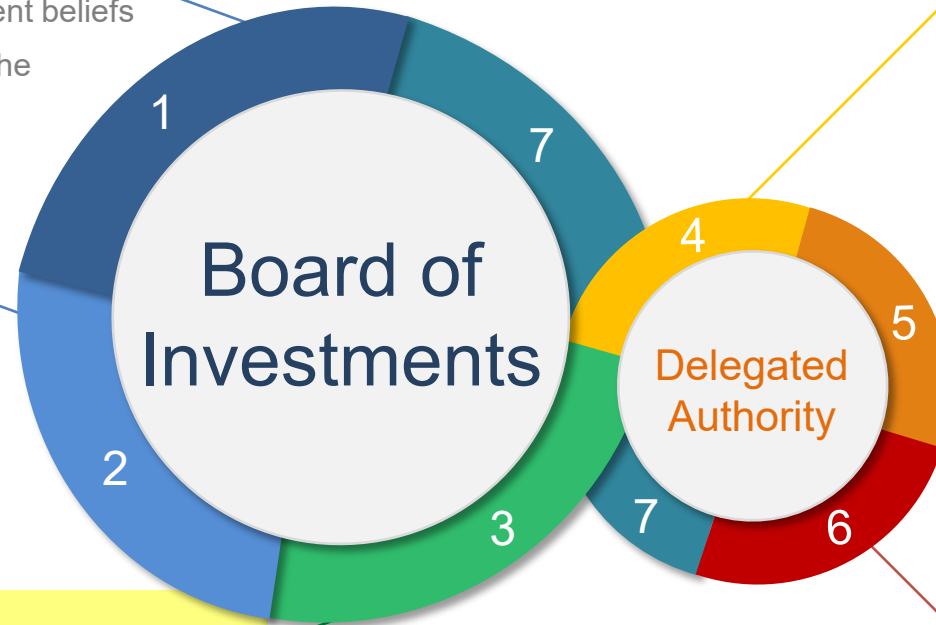 ent beliefs
he
1
7
Board of
Investments
2
3
4
5
Delegated
Authority
7
6